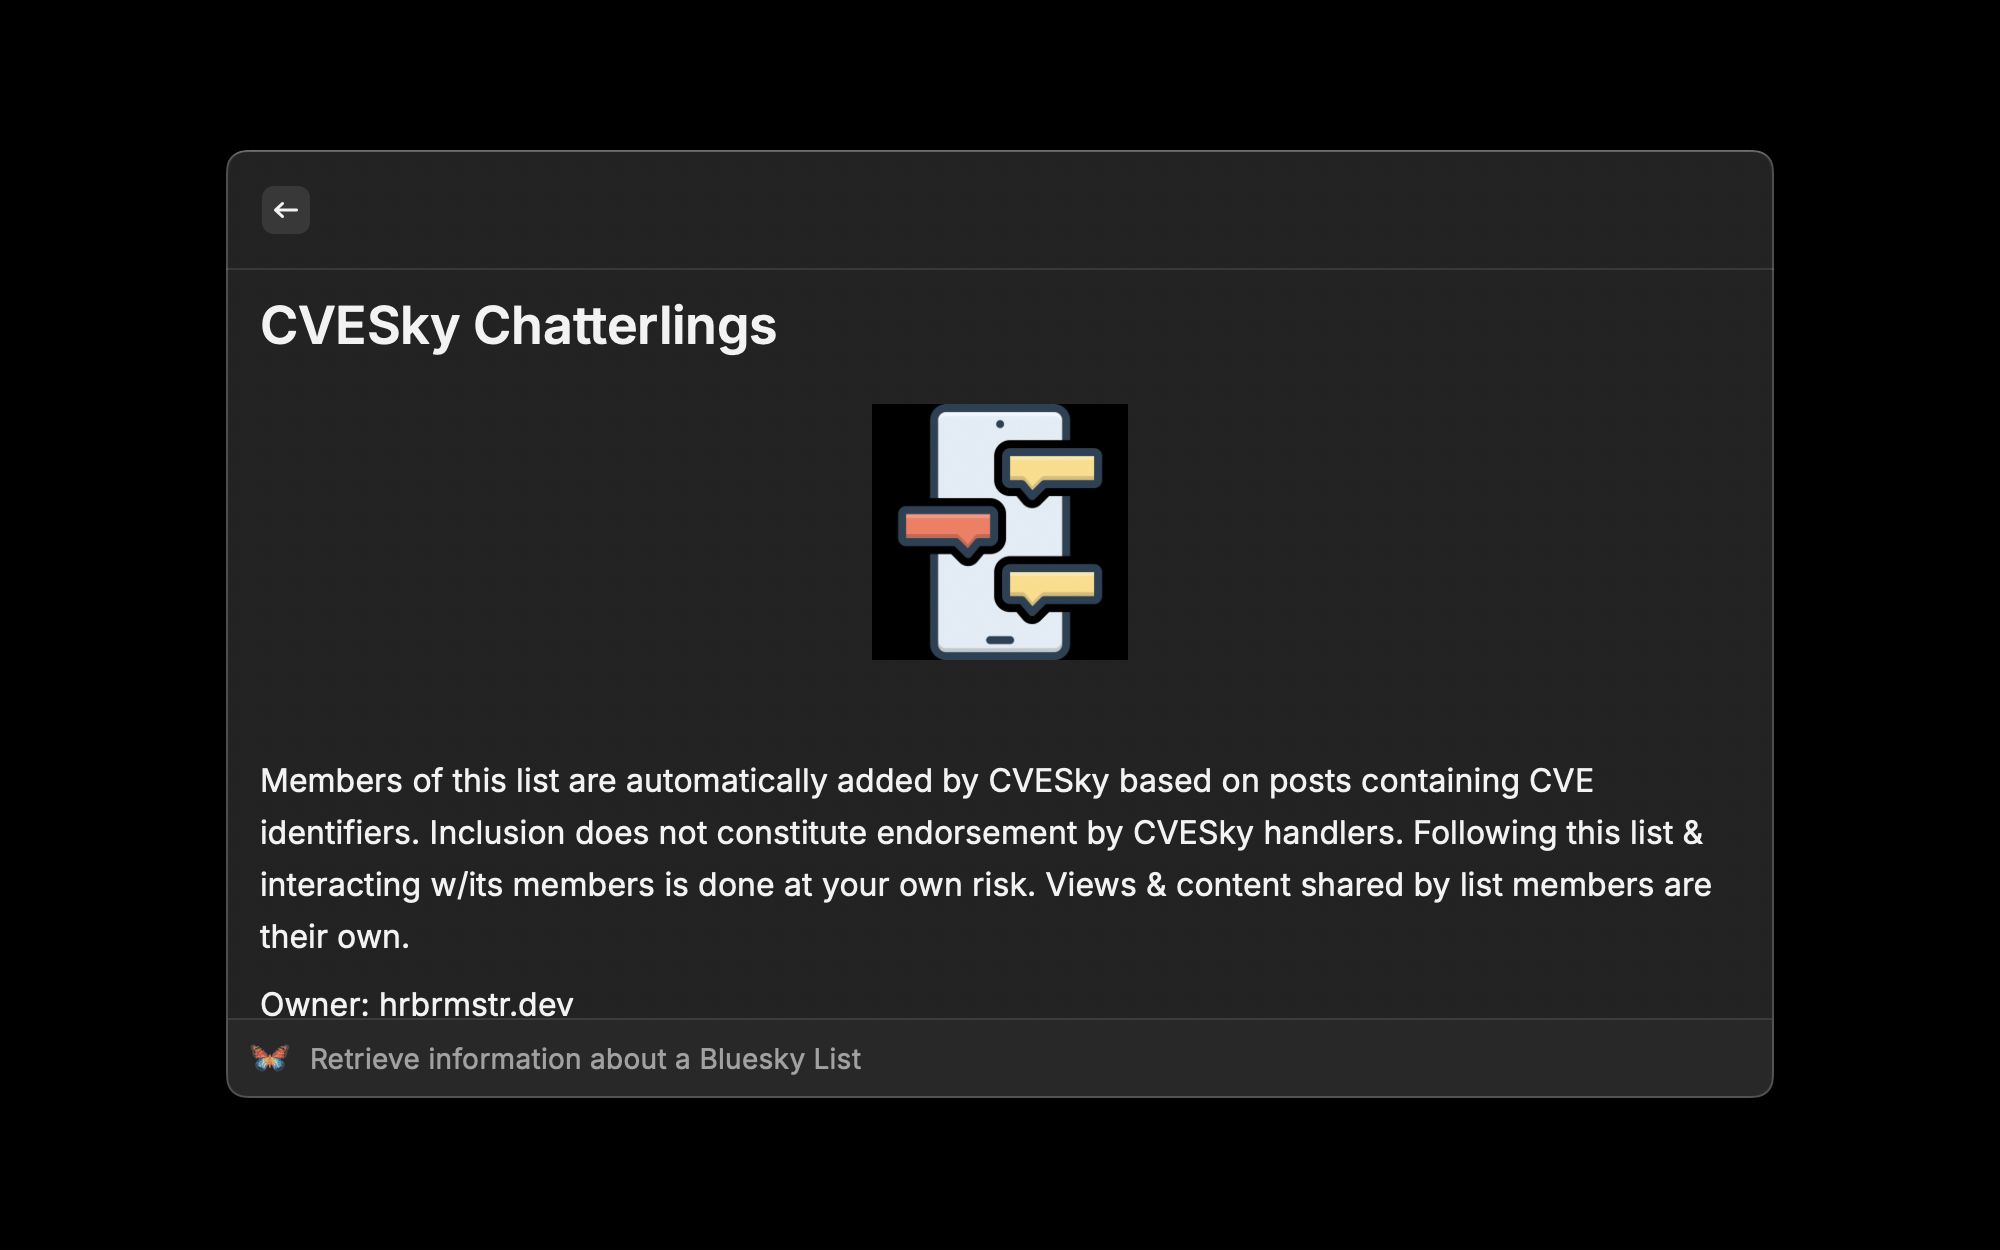 CVESky Chatterlings
Members of this list are automatically added by CVESky based on posts containing CVE
identifiers. Inclusion does not constitute endorsement by CVESky handlers. Following this list &
interacting w/its members is done at your own risk. Views & content shared by list members are
their own.
Owner: hrbrmstr.dev
Retrieve information about a Bluesky List